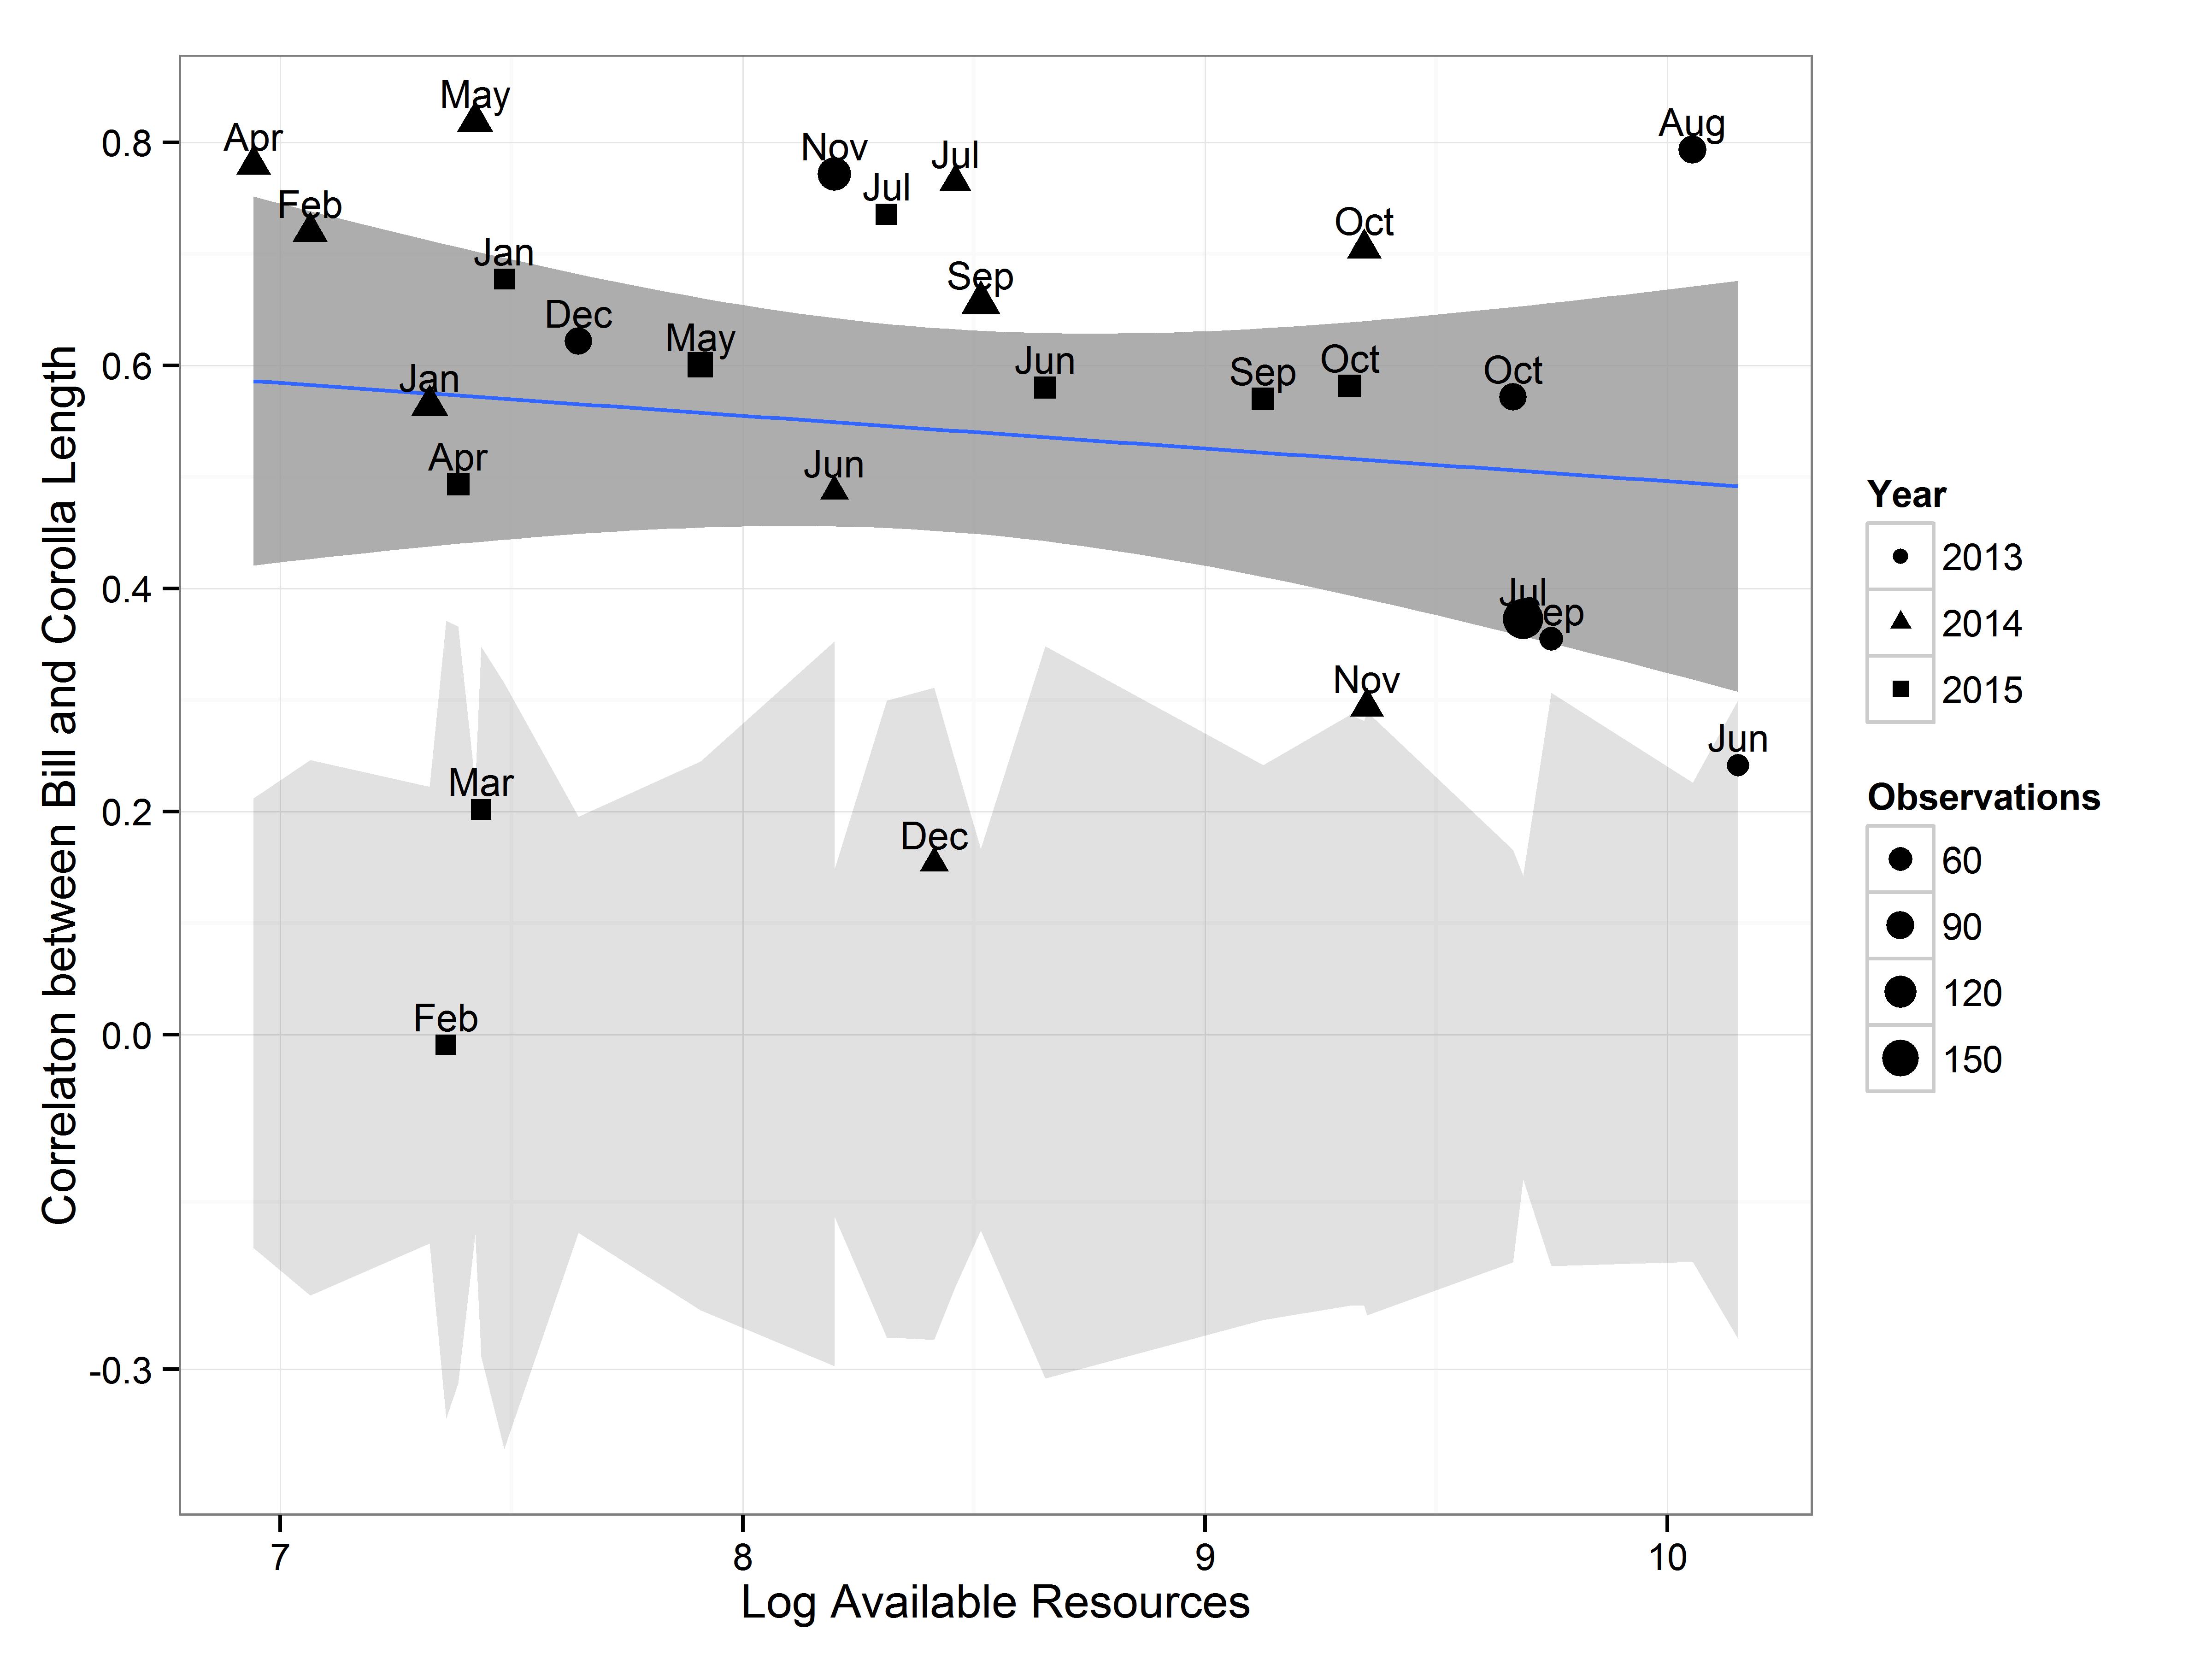 May
Apr
Aug
Nov
Jul
Jul
Feb
Oct
Jan
Sep
Dec
May
Jun
Oct
Sep
Oct
Jan
Apr
Jun
Jul
ep
Nov
Jun
Mar
Dec
Feb
0.8
0.6
0.4
0.2
0.0
-0.3
Correlaton between Bill and Corolla Length
7
8
9
10
Log Available Resources
Year
2013
2014
2015
Observations
60
90
120
150